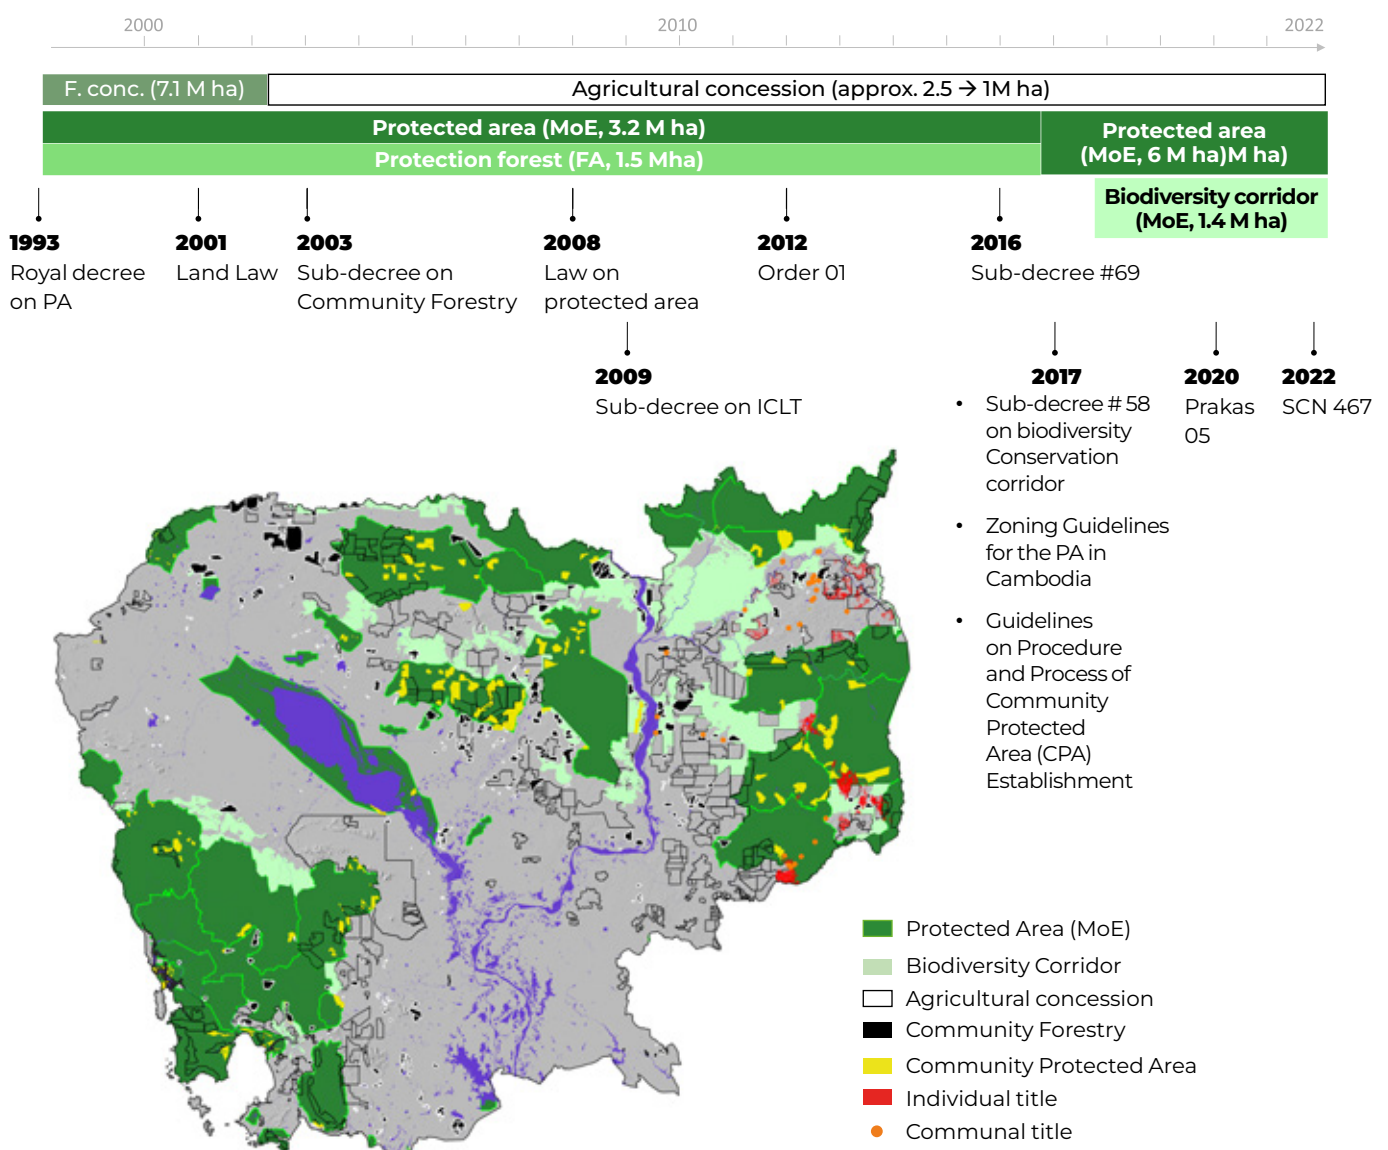 2000 2010 2022
F. conc. (7.1 M ha)
Agricultural concession (approx. 2.5 → 1M ha)
Protected area (MoE, 3.2 M ha)
Protection forest (FA, 1.5 Mha)
Protected area
(MoE, 6 M ha)M ha)
Biodiversity corridor
(MoE, 1.4 M ha)
1993
Royal decree
on PA
2001
Land Law
2003
Sub-decree on
Community Forestry
2008
Law on
protected area
2012
Order 01
2016
Sub-decree #69
2009
Sub-decree on ICLT
2017
• Sub-decree # 58
on biodiversity
Conservation
corridor
• Zoning Guidelines
for the PA in
Cambodia
• Guidelines
on Procedure
and Process of
Community
Protected
Area (CPA)
Establishment
2020
Prakas
05
2022
SCN 467
Protected Area (MoE)
Biodiversity Corridor
Agricultural concession
Community Forestry
Community Protected Area
Individual title
Communal title